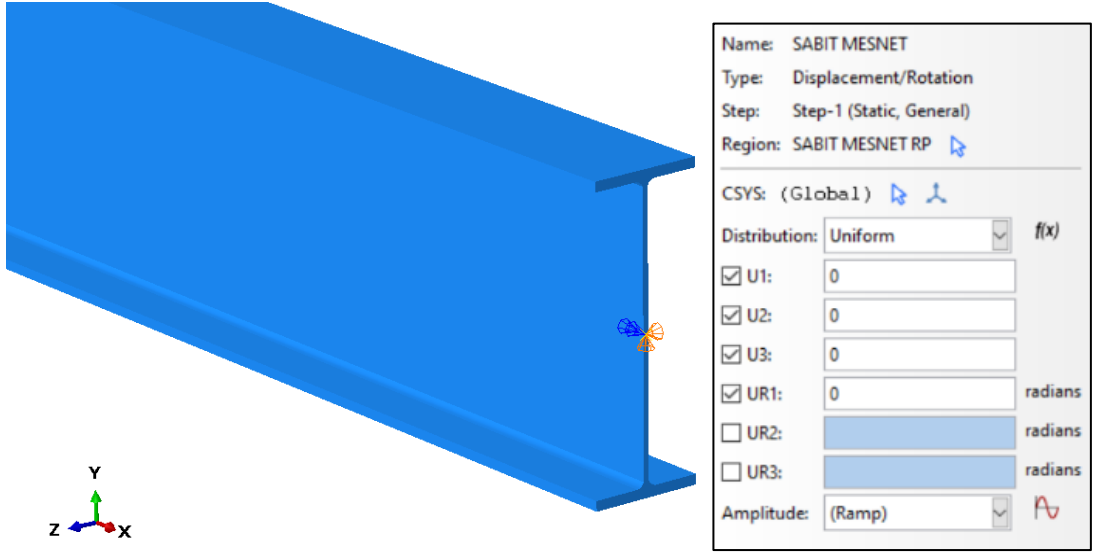 Name: SABIT MESNET
Type: Displacement/Rotation
Step: Step-1 (Static, General)
Region: SABIT MESNET RP
CSYS: (Global)
Distribution: Uniform f(x)
U1: 0
U2: 0
U3: 0
UR1: 0 radians
UR2: radians
UR3: radians
Amplitude: (Ramp)
Y
Z X